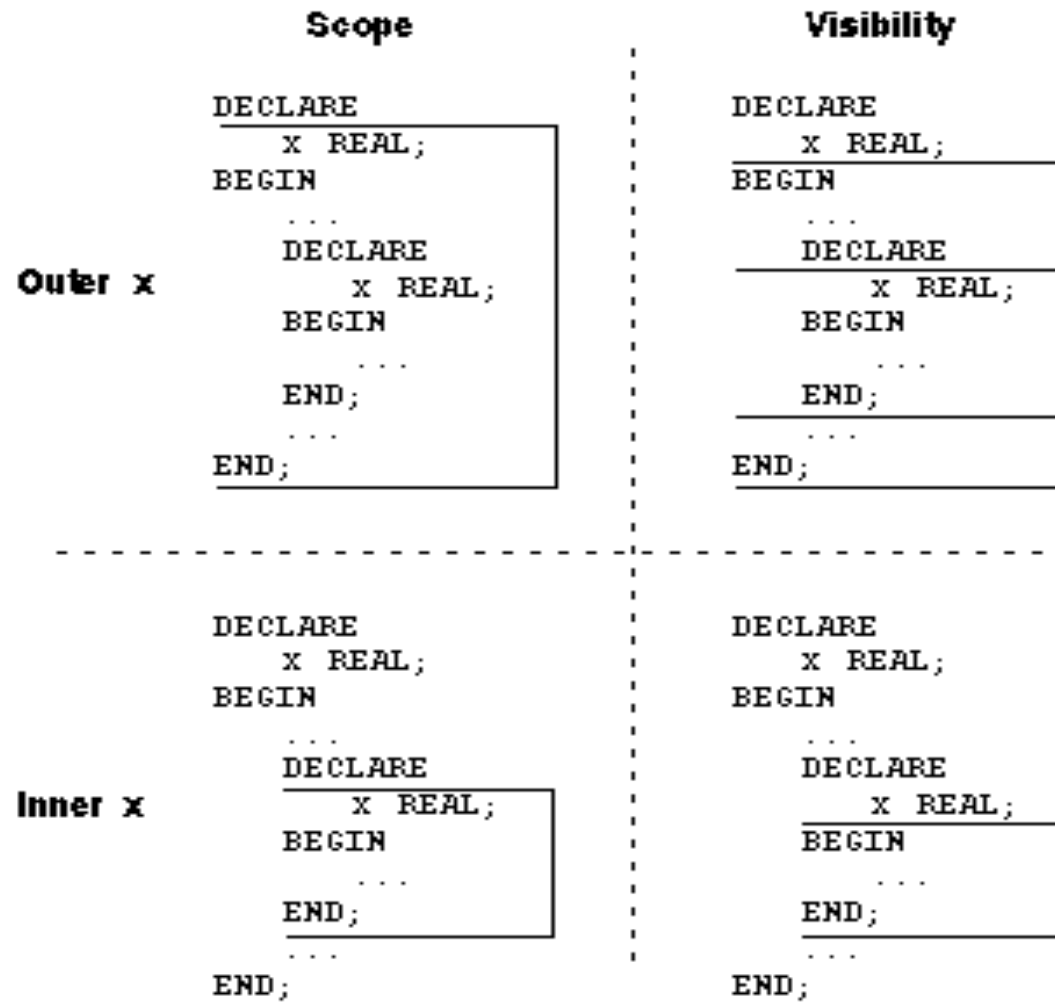 Scope
Visibility
Outer x
DECLARE
x REAL;
BEGIN
...
DECLARE
x REAL;
BEGIN
...
END;
...
END;
DECLARE
x REAL;
BEGIN
...
DECLARE
x REAL;
BEGIN
...
END;
...
END;
Inner x
DECLARE
x REAL;
BEGIN
...
DECLARE
x REAL;
BEGIN
...
END;
...
END;
DECLARE
x REAL;
BEGIN
...
DECLARE
x REAL;
BEGIN
...
END;
...
END;